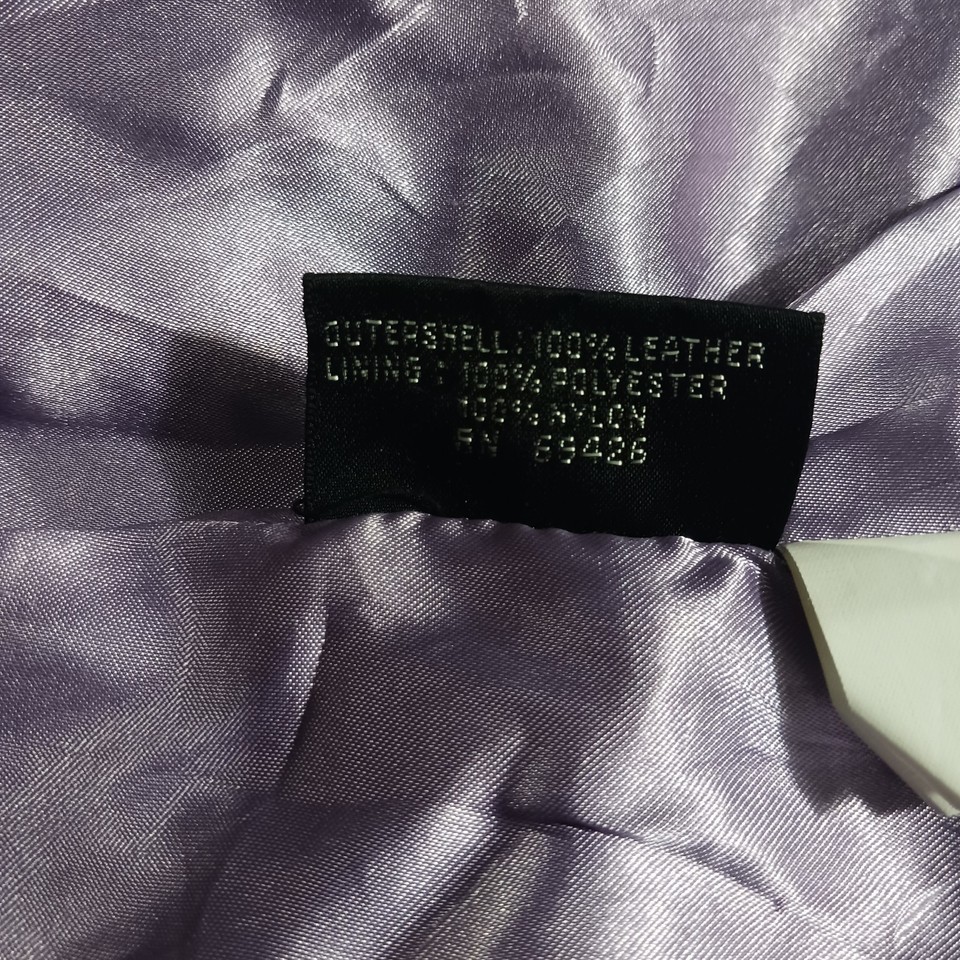 OUTERSHELL : 100% LEATHER
LINING : 100% POLYESTER
100% NYLON
RN 69426